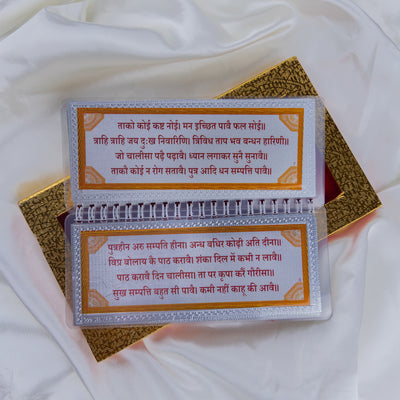 ताको कोई कष्ट नोई। मन इच्छित पावै फल सोई॥
त्राहि त्राहि जय दुःख निवारिणि। त्रिविध ताप भव बन्धन हारिणी॥
जो चालीसा पड़ै पढ़ावै। ध्यान लगाकर सुनै सुनावै॥
ताकौ कोई न रोग सतावै। पुत्र आदि धन सम्पत्ति पावै॥
पुत्रहीन अरु सम्पति हीना। अन्ध बधिर कोढ़ी अति दीना॥
विप्र बोलाय के पाठ करावै। शंका दिल में कभी न लावै॥
पाठ करावै दिन चालीसा। ता पर कृपा करैं गौरीसा॥
सुख सम्पत्ति बहुत सी पावै। कमी नहीं काहू की आवै॥